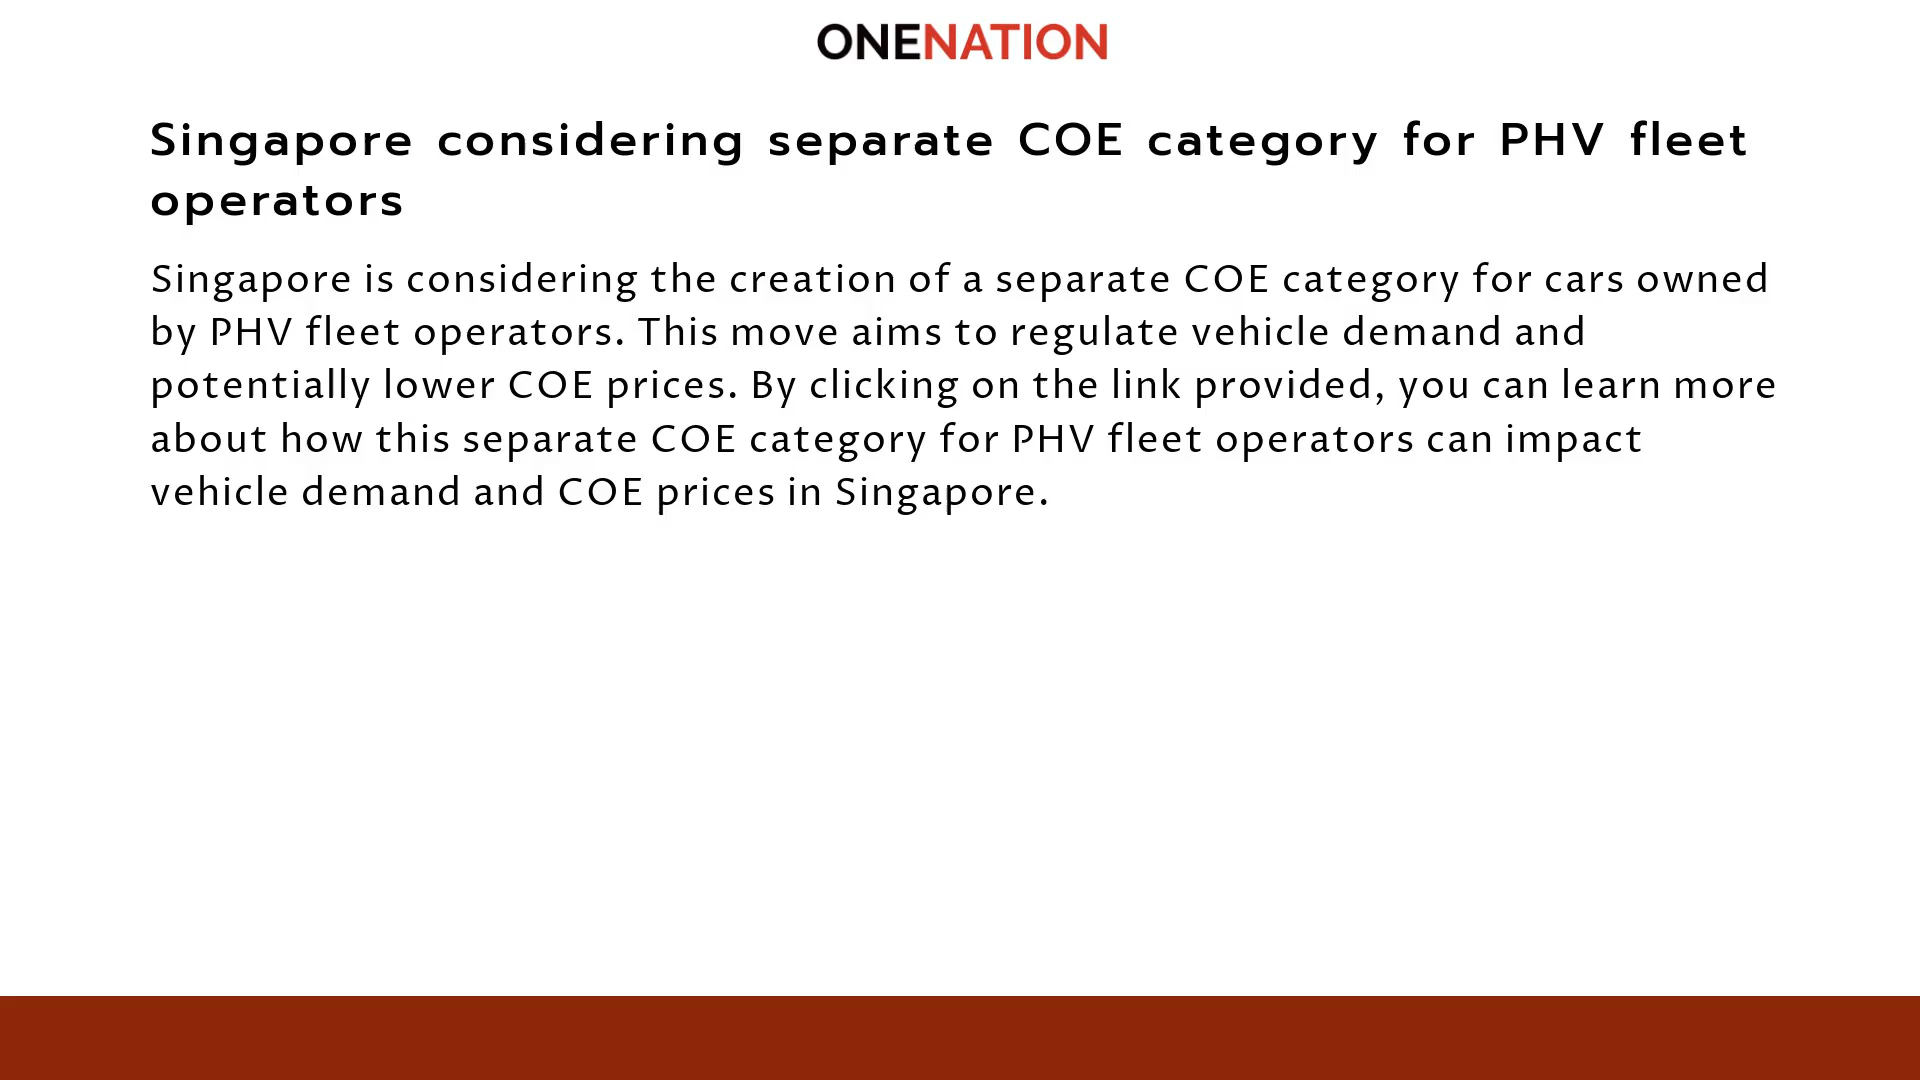 ONENATION
Singapore considering separate COE category for PHV fleet
operators
Singapore is considering the creation of a separate COE category for cars owned
by PHV fleet operators. This move aims to regulate vehicle demand and
potentially lower COE prices. By clicking on the link provided, you can learn more
about how this separate COE category for PHV fleet operators can impact
vehicle demand and COE prices in Singapore.